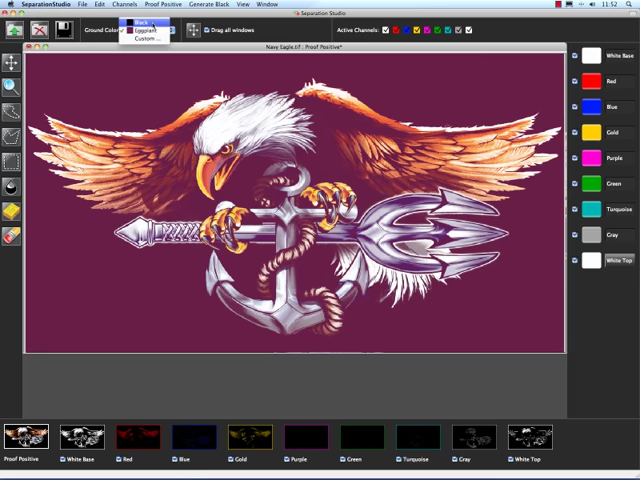 SeparationStudio File Edit Channels Proof Positive Generate Black View Window
11:52
Separation Studio
Ground Color
Black
Eggplant
Custom...
Drag all windows
Active Channels:
Navy Eagle.tif : Proof Positive*
White Base
Red
Blue
Gold
Purple
Green
Turquoise
Gray
White Top
Proof Positive
White Base
Red
Blue
Gold
Purple
Green
Turquoise
Gray
White Top